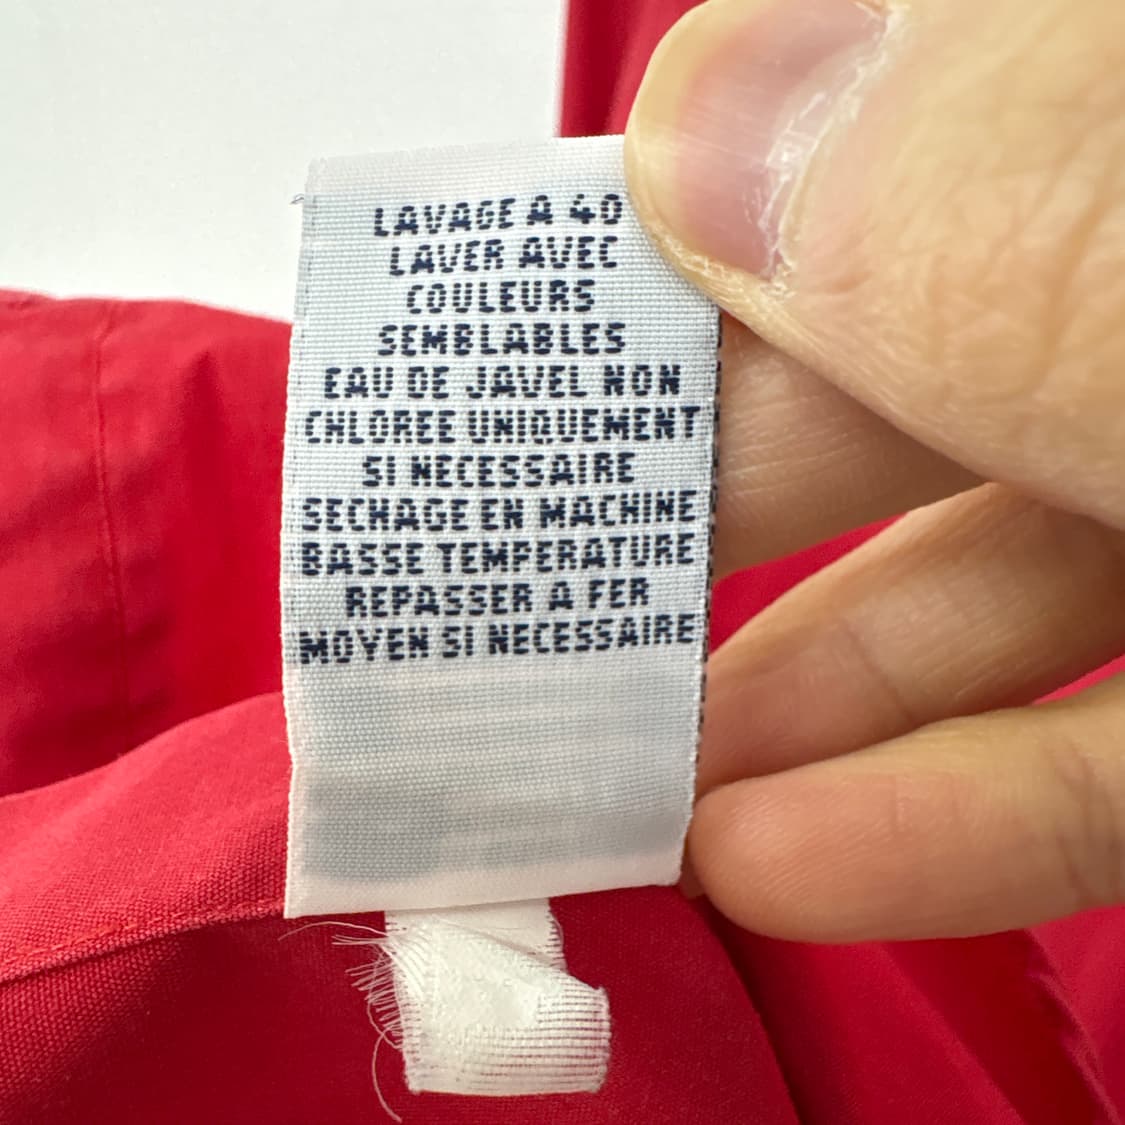 LAVAGE A 40
LAVER AVEC
COULEURS
SEMBLABLES
EAU DE JAVEL NON
CHLOREE UNIQUEMENT
SI NECESSAIRE
SECHAGE EN MACHINE
BASSE TEMPERATURE
REPASSER A FER
MOYEN SI NECESSAIRE